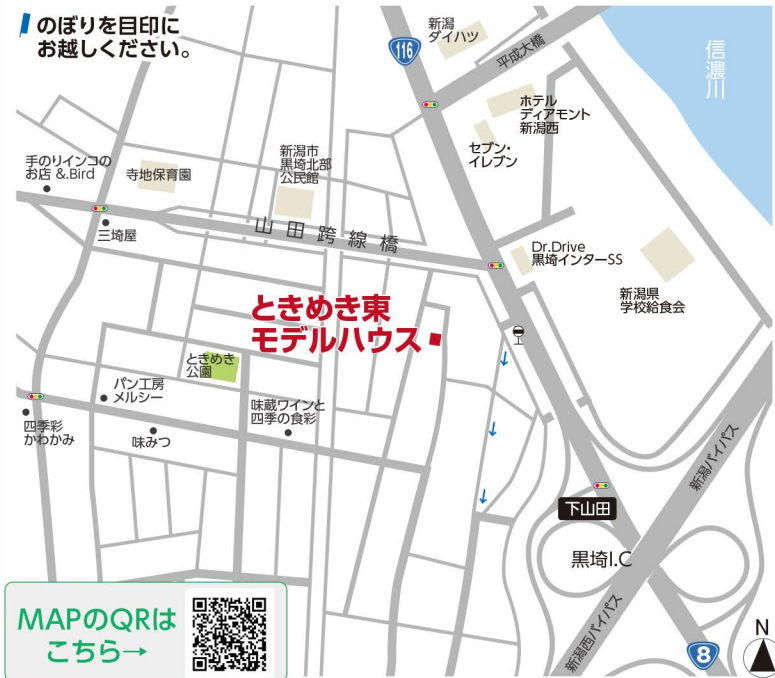 のぼりを目印に
お越しください。
116
新潟
ダイハツ
平成大橋
信濃川
ホテル
ディアモント
新潟西
セブン-
イレブン
手のりインコの
お店 &.Bird
寺地保育園
新潟市
黒埼北部
公民館
三埼屋
山田跨線橋
Dr.Drive
黒埼インターSS
新潟県
学校給食会
ときめき東
モデルハウス
ときめき
公園
パン工房
メルシー
味蔵ワインと
四季の食彩
四季彩
かわかみ
味みつ
新潟バイパス
下山田
黒埼I.C
新潟西バイパス
8
N
MAPのQRは
こちら→